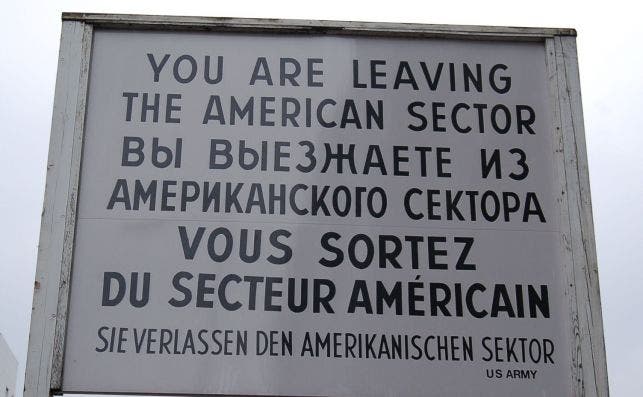 YOU ARE LEAVING
THE AMERICAN SECTOR
ВЫ ВЫЕЗЖАЕТЕ ИЗ
АМЕРИКАНСКОГО СЕКТОРА
VOUS SORTEZ
DU SECTEUR AMÉRICAIN
SIE VERLASSEN DEN AMERIKANISCHEN SEKTOR
US ARMY